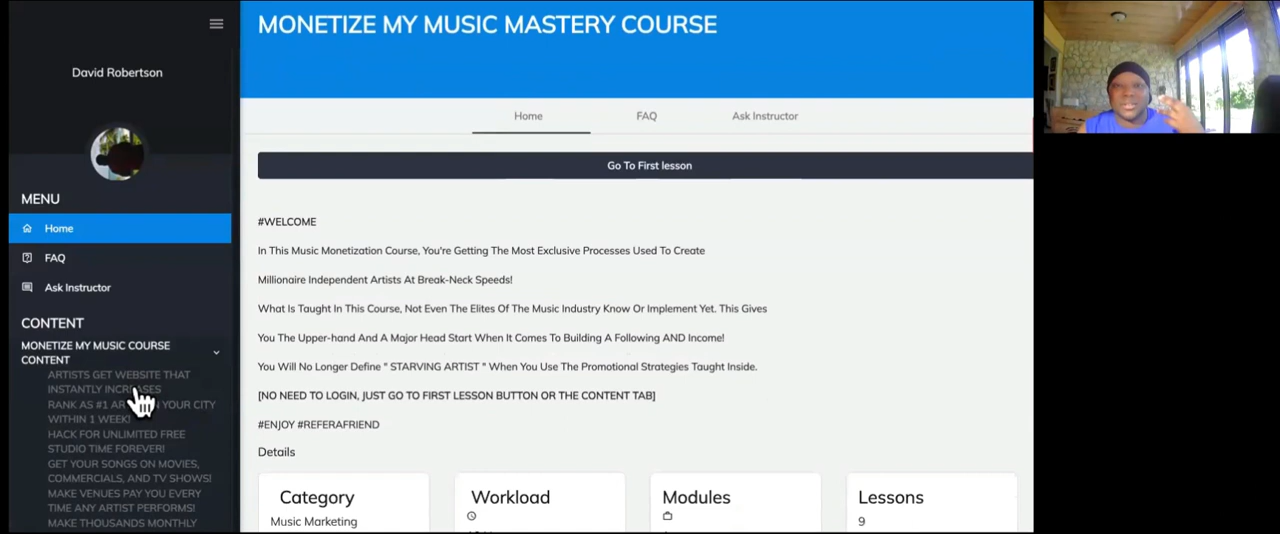 David Robertson
MENU
Home
FAQ
Ask Instructor
CONTENT
MONETIZE MY MUSIC COURSE
CONTENT
ARTISTS GET WEBSITE THAT
INSTANTLY INCREASES
RANK AS #1 YOUR CITY
WITHIN 1 WEEK!
HACK FOR UNLIMITED FREE
STUDIO TIME FOREVER!
GET YOUR SONGS ON MOVIES,
COMMERCIALS, AND TV SHOWS!
MAKE VENUES PAY YOU EVERY
TIME ANY ARTIST PERFORMS!
MAKE THOUSANDS MONTHLY
MONETIZE MY MUSIC MASTERY COURSE
Home FAQ Ask Instructor
Go To First lesson
#WELCOME
In This Music Monetization Course, You're Getting The Most Exclusive Processes Used To Create
Millionaire Independent Artists At Break-Neck Speeds!
What Is Taught In This Course, Not Even The Elites Of The Music Industry Know Or Implement Yet. This Gives
You The Upper-hand And A Major Head Start When It Comes To Building A Following AND Income!
You Will No Longer Define " STARVING ARTIST " When You Use The Promotional Strategies Taught Inside.
[NO NEED TO LOGIN, JUST GO TO FIRST LESSON BUTTON OR THE CONTENT TAB]
#ENJOY #REFERAFRIEND
Details
Category Workload Modules Lessons
Music Marketing 9